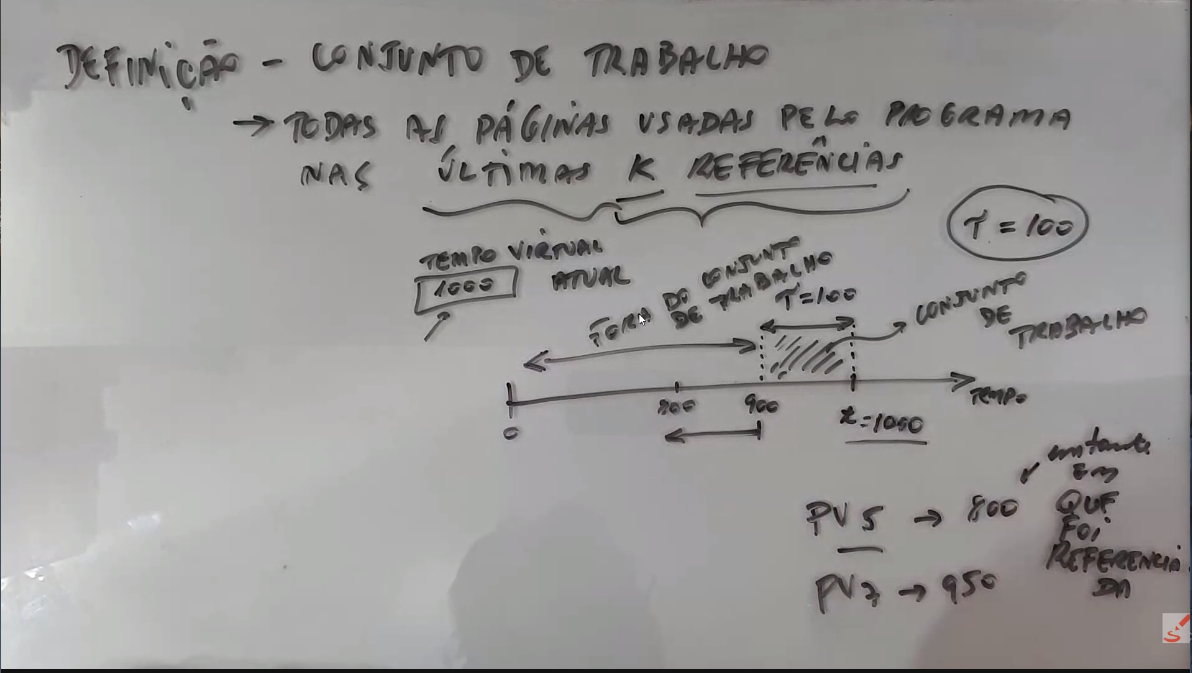 DEFINIÇÃO - CONJUNTO DE TRABALHO
→ TODAS AS PÁGINAS USADAS PELO PROGRAMA
NAS ÚLTIMAS K REFERÊNCIAS
T = 100
TEMPO VIRTUAL
ATUAL
1000
FORA DO CONJUNTO
DE TRABALHO
T=100
CONJUNTO
DE
TRABALHO
0
800
900
t=1000
TEMPO
PV5 → 800
PV7 → 950
instante
EM
QUE
FOI
REFERENCIA
DA